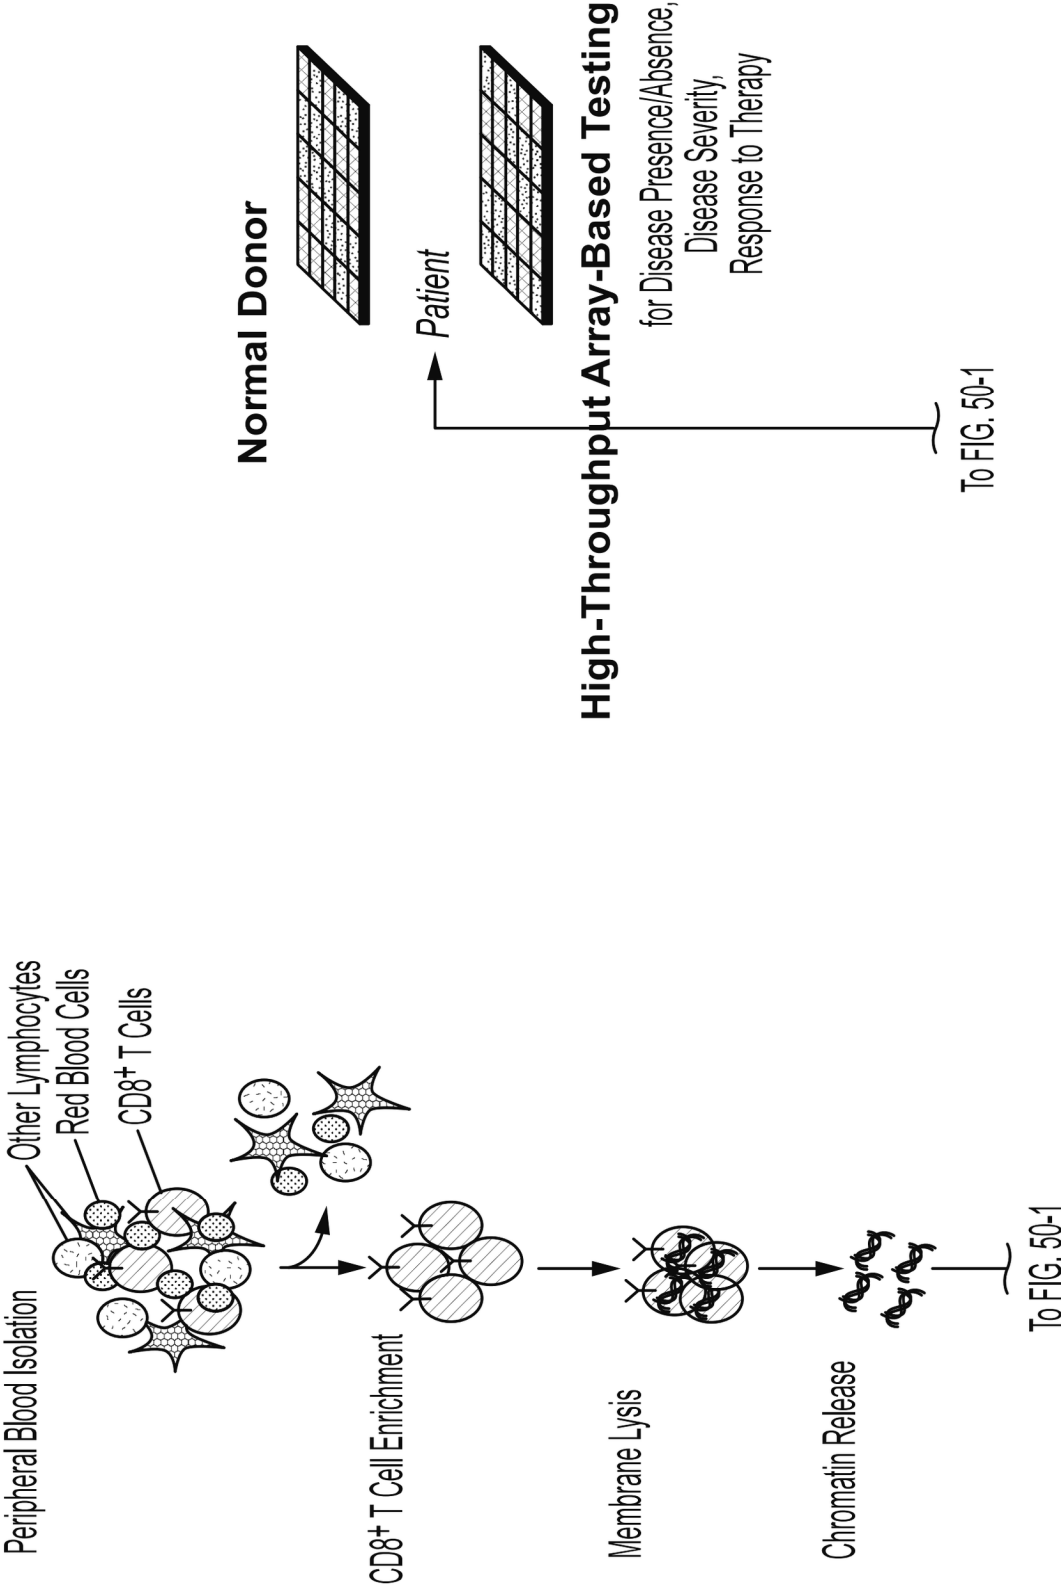 Peripheral Blood Isolation
Other Lymphocytes
Red Blood Cells
CD8+ T Cells
CD8+ T Cell Enrichment
Membrane Lysis
Chromatin Release
To FIG. 50-1
Normal Donor
Patient
High-Throughput Array-Based Testing
for Disease Presence/Absence,
Disease Severity,
Response to Therapy
To FIG. 50-1